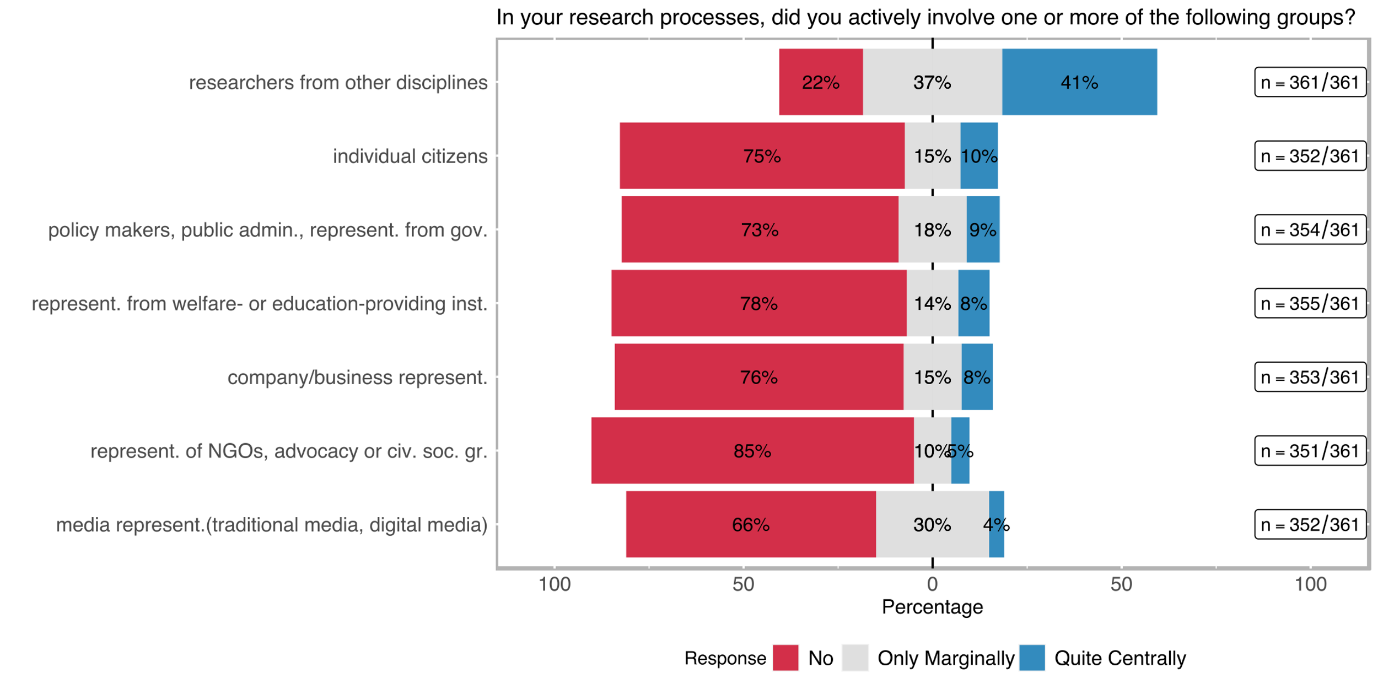 In your research processes, did you actively involve one or more of the following groups?
researchers from other disciplines 22% 37% 41% n = 361/361
individual citizens 75% 15% 10% n = 352/361
policy makers, public admin., represent. from gov. 73% 18% 9% n = 354/361
represent. from welfare- or education-providing inst. 78% 14% 8% n = 355/361
company/business represent. 76% 15% 8% n = 353/361
represent. of NGOs, advocacy or civ. soc. gr. 85% 10% 5% n = 351/361
media represent.(traditional media, digital media) 66% 30% 4% n = 352/361
100 50 0 50 100
Percentage
Response No Only Marginally Quite Centrally